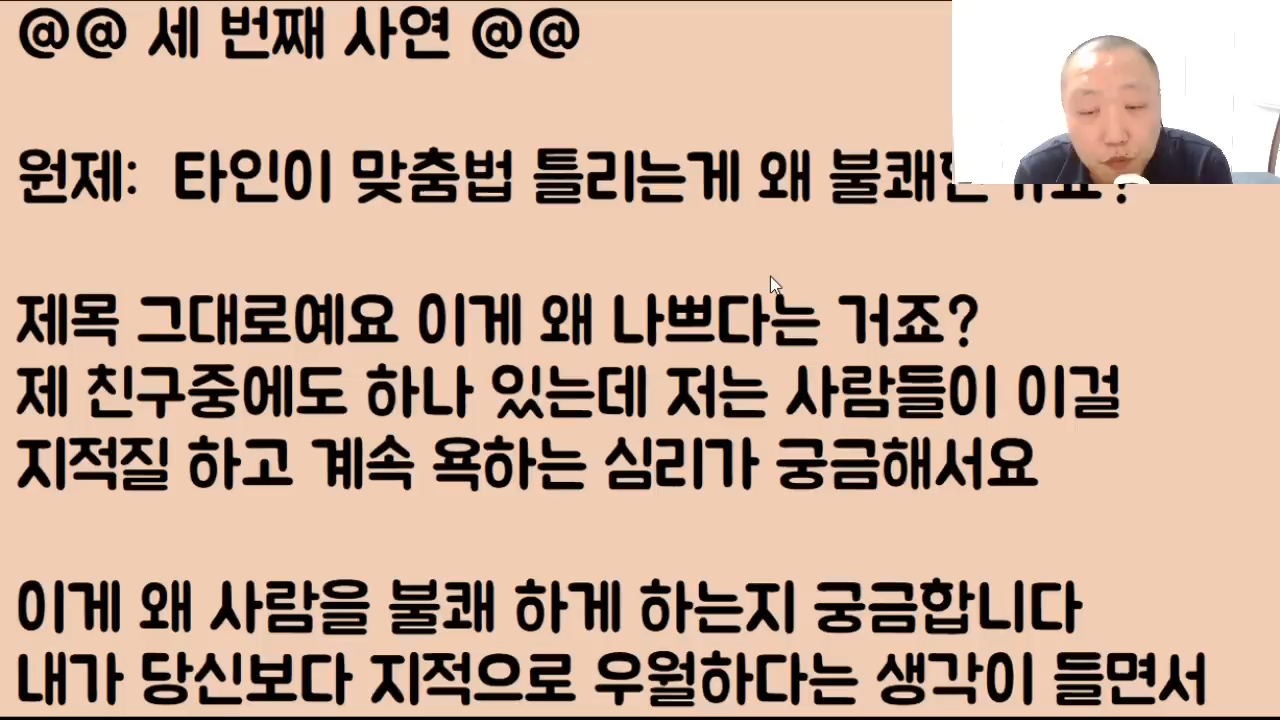 @@ 세 번째 사연 @@
원제: 타인이 맞춤법 틀리는게 왜
제목 그대로예요 이게 왜 나쁘다는 거죠?
제 친구중에도 하나 있는데 저는 사람들이 이걸
지적질 하고 계속 욕하는 심리가 궁금해서요
이게 왜 사람을 불쾌 하게 하는지 궁금합니다
내가 당신보다 지적으로 우월하다는 생각이 들면서